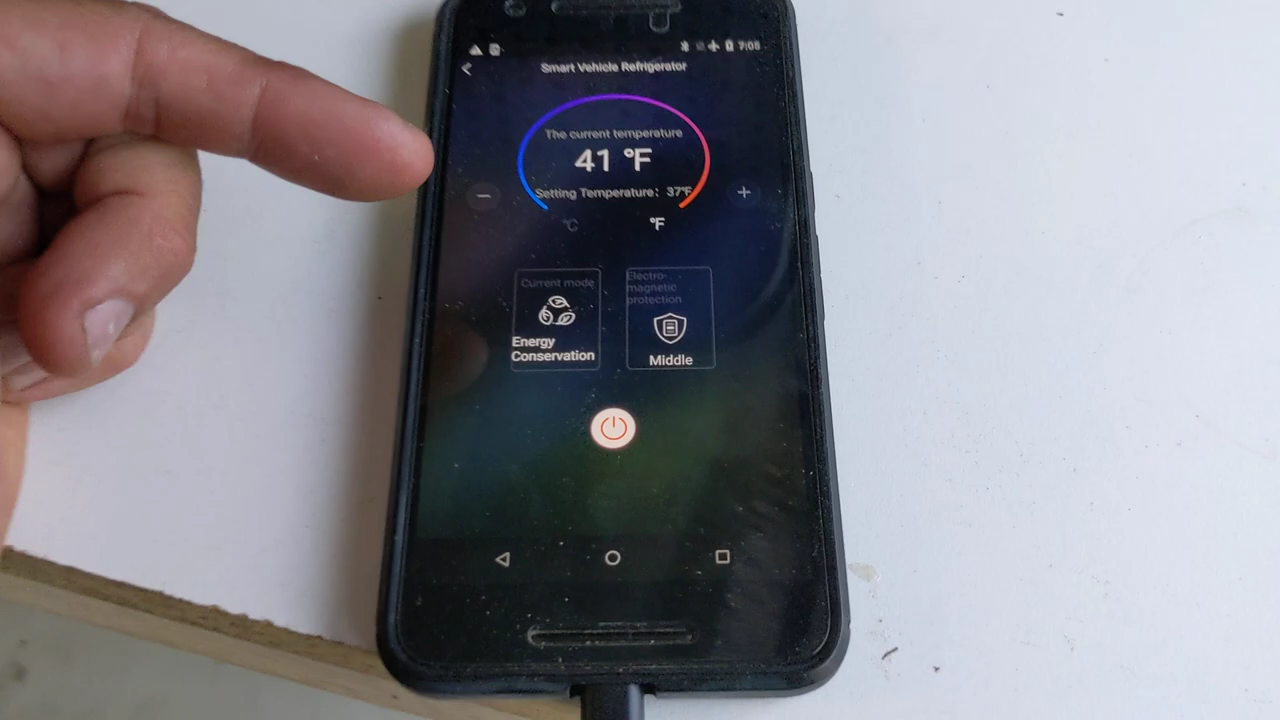 7:05
Smart Vehicle Refrigerator
The current temperature
41 °F
Setting Temperature: 37°F
°C °F
Current mode
Energy
Conservation
Electro-
magnetic
protection
Middle